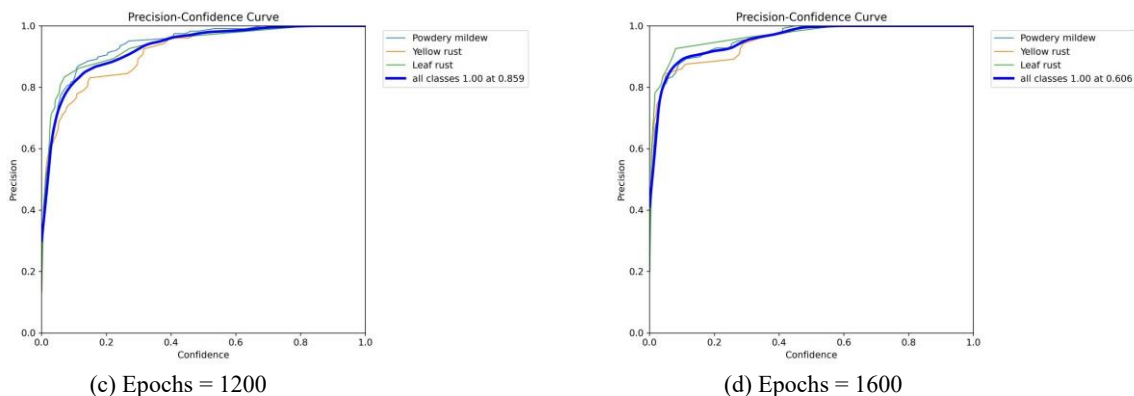 Precision-Confidence Curve
1.0
0.8
0.6
0.4
0.2
0.0
Precision
0.0 0.2 0.4 0.6 0.8 1.0
Confidence
Powdery mildew
Yellow rust
Leaf rust
all classes 1.00 at 0.859
(c) Epochs = 1200
Precision-Confidence Curve
1.0
0.8
0.6
0.4
0.2
0.0
Precision
0.0 0.2 0.4 0.6 0.8 1.0
Confidence
Powdery mildew
Yellow rust
Leaf rust
all classes 1.00 at 0.606
(d) Epochs = 1600